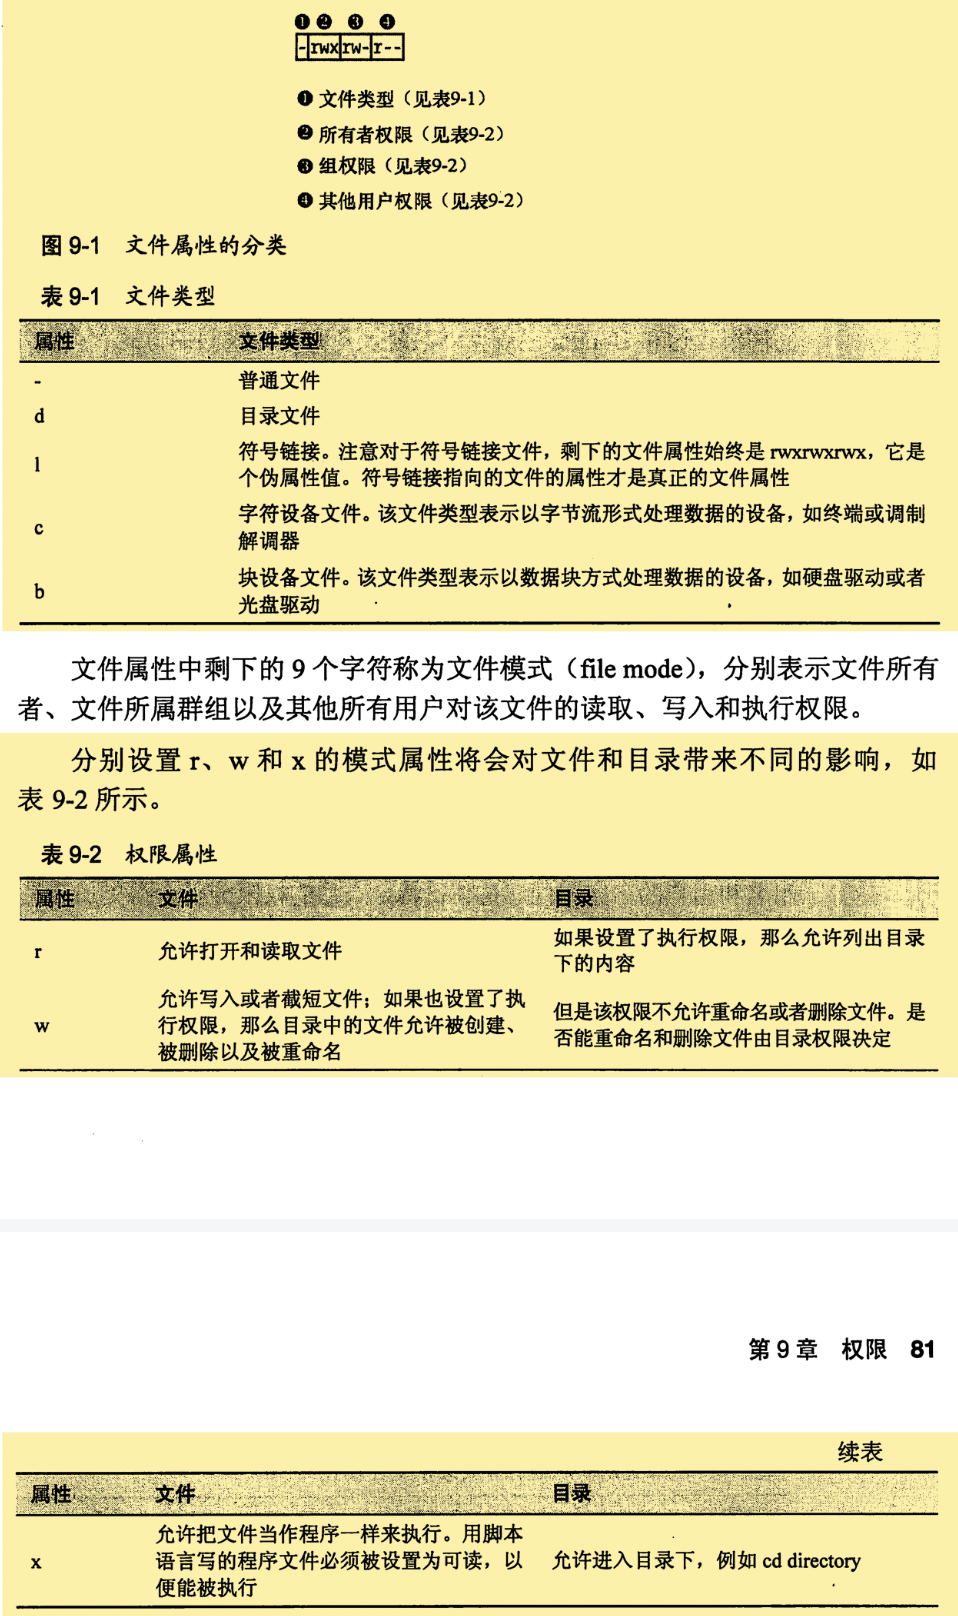 ❶ ❷ ❸ ❹
-rwxrw-r--
❶ 文件类型（见表9-1）
❷ 所有者权限（见表9-2）
❸ 组权限（见表9-2）
❹ 其他用户权限（见表9-2）
图 9-1 文件属性的分类
表 9-1 文件类型
属性 文件类型
- 普通文件
d 目录文件
l 符号链接。注意对于符号链接文件，剩下的文件属性始终是 rwxrwxrwx，它是
个伪属性值。符号链接指向的文件的属性才是真正的文件属性
c 字符设备文件。该文件类型表示以字节流形式处理数据的设备，如终端或调制
解调器
b 块设备文件。该文件类型表示以数据块方式处理数据的设备，如硬盘驱动或者
光盘驱动
文件属性中剩下的 9 个字符称为文件模式（file mode），分别表示文件所有
者、文件所属群组以及其他所有用户对该文件的读取、写入和执行权限。
分别设置 r、w 和 x 的模式属性将会对文件和目录带来不同的影响，如
表 9-2 所示。
表 9-2 权限属性
属性 文件 目录
r 允许打开和读取文件 如果设置了执行权限，那么允许列出目录
下的内容
w 允许写入或者截短文件；如果也设置了执
行权限，那么目录中的文件允许被创建、
被删除以及被重命名
但是该权限不允许重命名或者删除文件。是
否能重命名和删除文件由目录权限决定
第 9 章 权限 81
续表
属性 文件 目录
x 允许把文件当作程序一样来执行。用脚本
语言写的程序文件必须被设置为可读，以
便能被执行
允许进入目录下，例如 cd directory